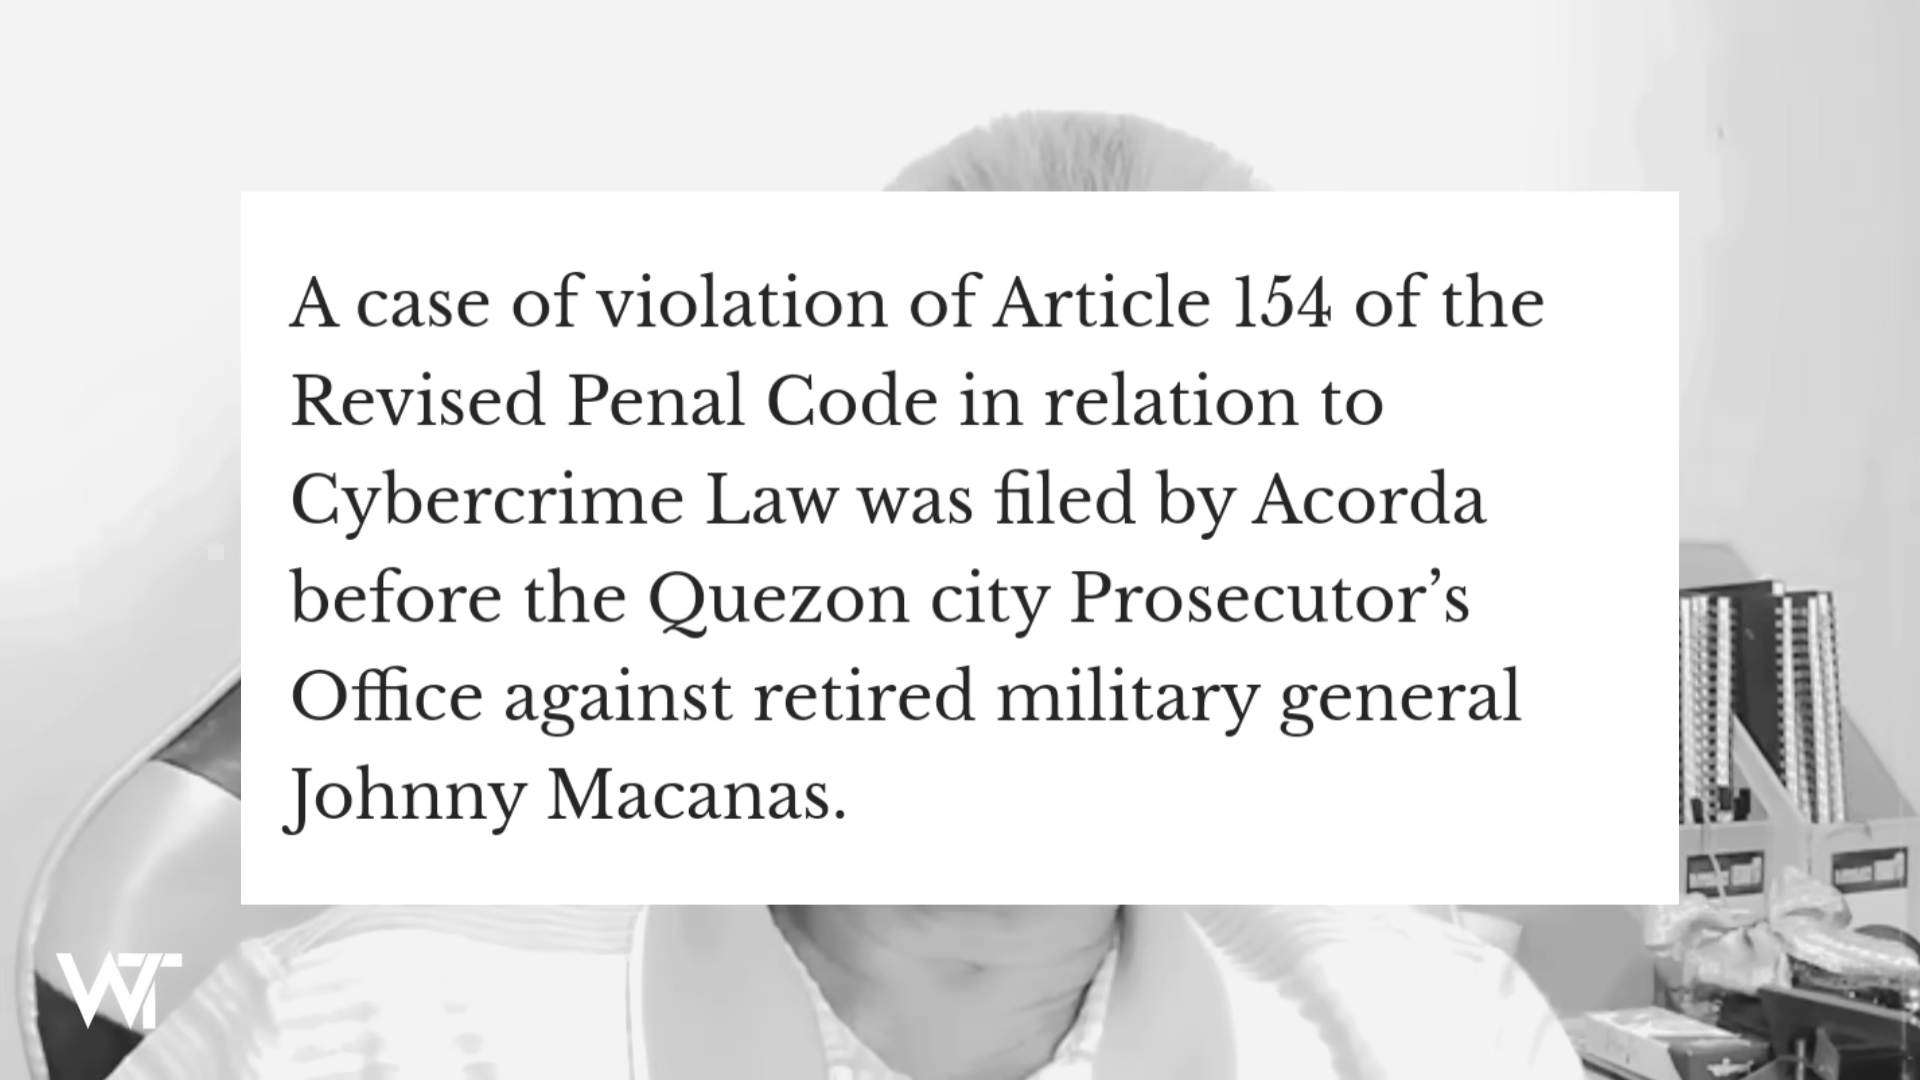 A case of violation of Article 154 of the
Revised Penal Code in relation to
Cybercrime Law was filed by Acorda
before the Quezon city Prosecutor’s
Office against retired military general
Johnny Macanas.
WT